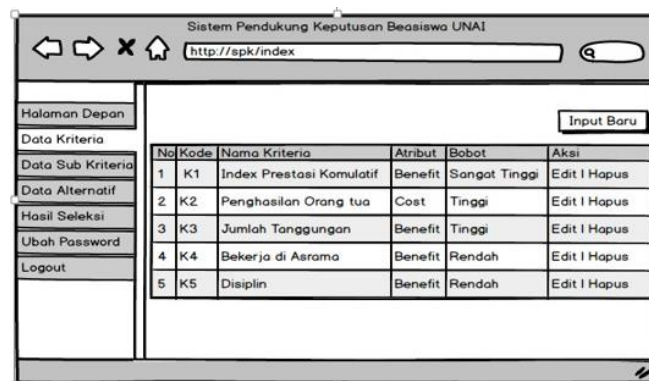 Sistem Pendukung Keputusan Beasiswa UNAI
http://spk/index
Halaman Depan
Data Kriteria
Data Sub Kriteria
Data Alternatif
Hasil Seleksi
Ubah Password
Logout
Input Baru
No Kode Nama Kriteria Atribut Bobot Aksi
1 K1 Index Prestasi Komulatif Benefit Sangat Tinggi Edit I Hapus
2 K2 Penghasilan Orang tua Cost Tinggi Edit I Hapus
3 K3 Jumlah Tanggungan Benefit Tinggi Edit I Hapus
4 K4 Bekerja di Asrama Benefit Rendah Edit I Hapus
5 K5 Disiplin Benefit Rendah Edit I Hapus